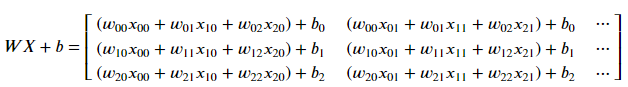 WX + b = [ (w₀₀x₀₀ + w₀₁x₁₀ + w₀₂x₂₀) + b₀ (w₀₀x₀₁ + w₀₁x₁₁ + w₀₂x₂₁) + b₀ ⋯
(w₁₀x₀₀ + w₁₁x₁₀ + w₁₂x₂₀) + b₁ (w₁₀x₀₁ + w₁₁x₁₁ + w₁₂x₂₁) + b₁ ⋯
(w₂₀x₀₀ + w₂₁x₁₀ + w₂₂x₂₀) + b₂ (w₂₀x₀₁ + w₂₁x₁₁ + w₂₂x₂₁) + b₂ ⋯ ]